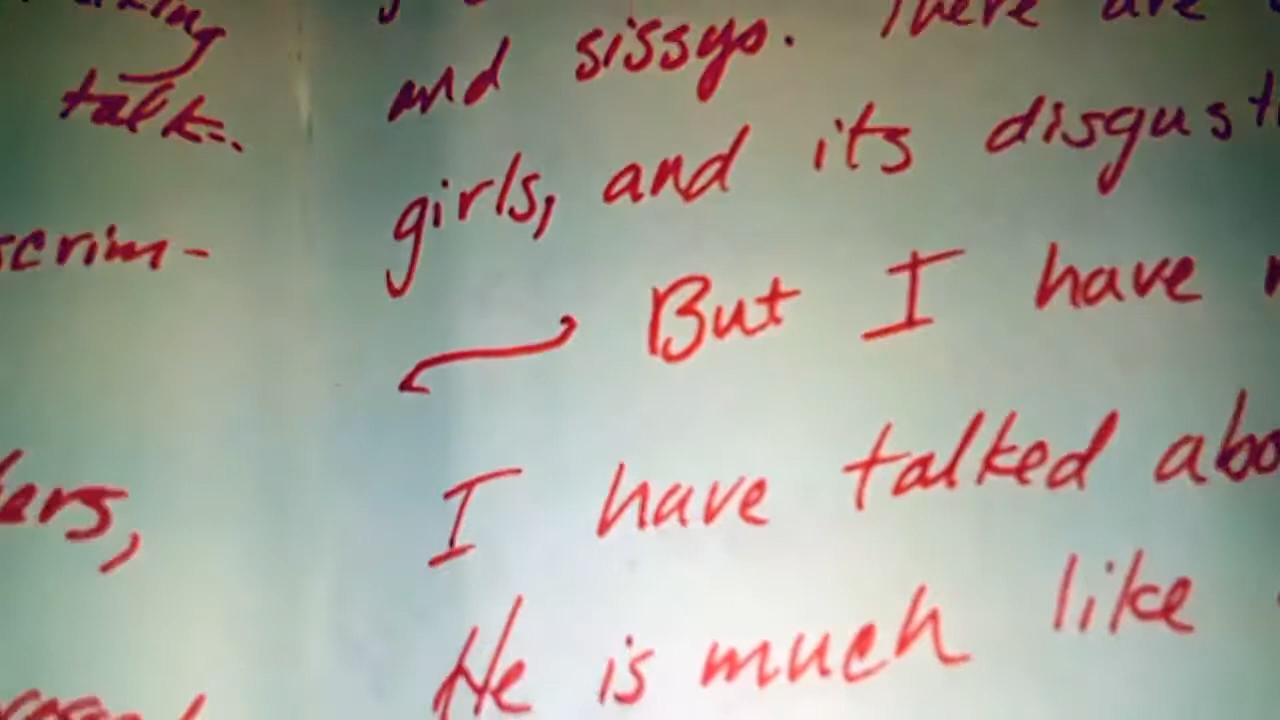 talk..
scrim-
ers,
and sissys. There are
girls, and its disgust
But I have
I have talked abo
He is much like